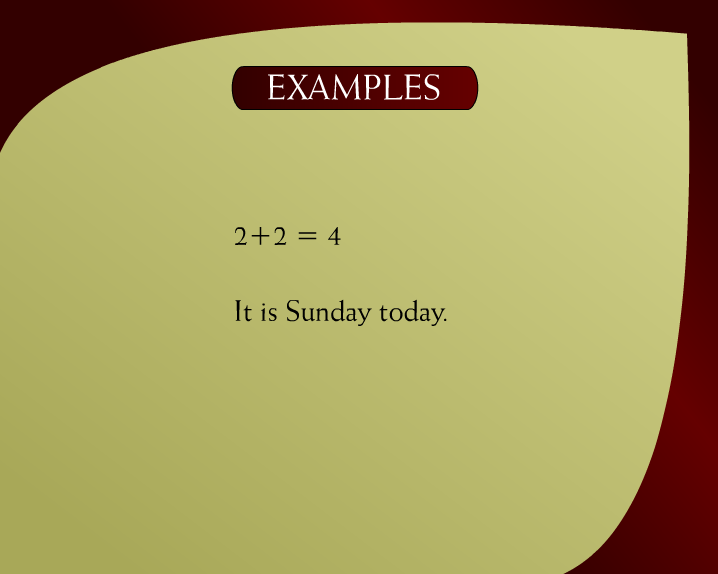 EXAMPLES
2+2 = 4
It is Sunday today.